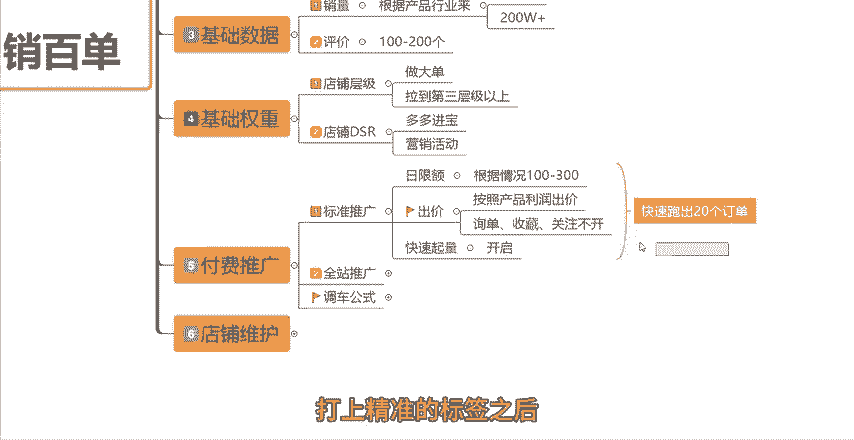 销百单
3 基础数据
1 销量
根据产品行业来
200W+
2 评价
100-200个
4 基础权重
1 店铺层级
做大单
拉到第三层级以上
2 店铺DSR
多多进宝
营销活动
5 付费推广
1 标准推广
日限额
根据情况100-300
出价
按照产品利润出价
询单、收藏、关注不开
快速起量
开启
快速跑出20个订单
2 全站推广
调车公式
6 店铺维护
打上精准的标签之后